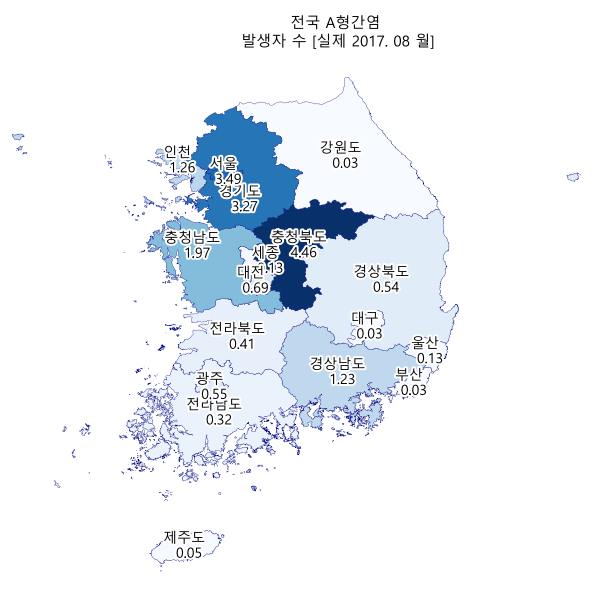 전국 A형간염
발생자 수 [실제 2017. 08 월]
강원도
0.03
인천
1.26
서울
3.49
경기도
3.27
충청남도
1.97
충청북도
4.46
세종
대전
0.69
경상북도
0.54
대구
0.03
전라북도
0.41
울산
0.13
경상남도
1.23
부산
0.03
광주
0.55
전라남도
0.32
제주도
0.05